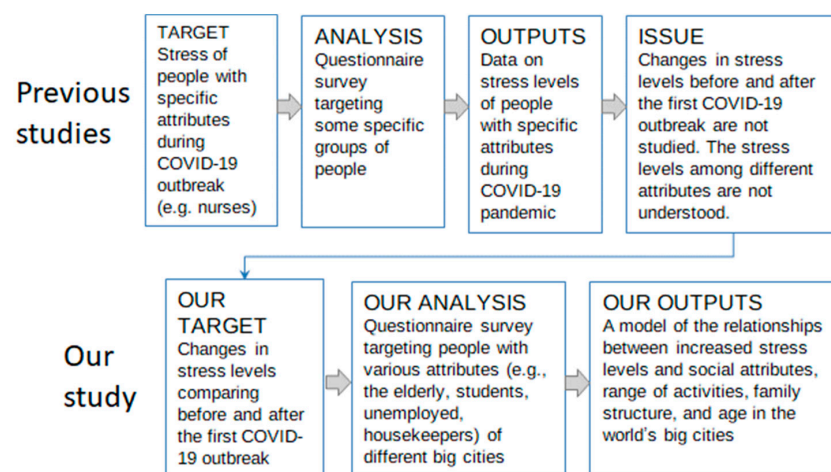 Previous
studies
TARGET
Stress of
people with
specific
attributes
during
COVID-19
outbreak
(e.g. nurses)
ANALYSIS
Questionnaire
survey
targeting
some specific
groups of
people
OUTPUTS
Data on
stress levels
of people
with specific
attributes
during
COVID-19
pandemic
ISSUE
Changes in stress
levels before and after
the first COVID-19
outbreak are not
studied. The stress
levels among different
attributes are not
understood.
Our
study
OUR
TARGET
Changes in
stress levels
comparing
before and after
the first COVID-
19 outbreak
OUR ANALYSIS
Questionnaire survey
targeting people with
various attributes (e.g.,
the elderly, students,
unemployed,
housekeepers) of
different big cities
OUR OUTPUTS
A model of the relationships
between increased stress
levels and social attributes,
range of activities, family
structure, and age in the
world's big cities